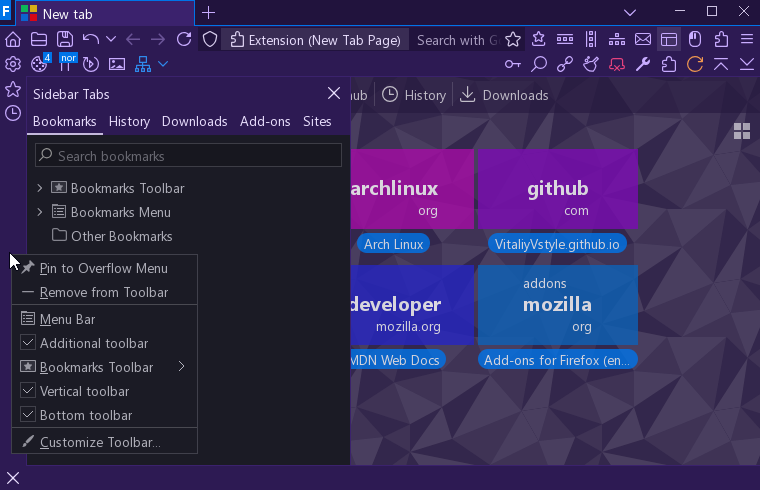 F
New tab
Extension (New Tab Page)
Search with G
4
nor
Sidebar Tabs
Bookmarks
History
Downloads
Add-ons
Sites
Search bookmarks
Bookmarks Toolbar
Bookmarks Menu
Other Bookmarks
Pin to Overflow Menu
Remove from Toolbar
Menu Bar
Additional toolbar
Bookmarks Toolbar
Vertical toolbar
Bottom toolbar
Customize Toolbar...
ub
History
Downloads
archlinux
org
Arch Linux
github
com
VitaliyVstyle.github.io
developer
mozilla.org
MDN Web Docs
addons
mozilla
org
Add-ons for Firefox (en...